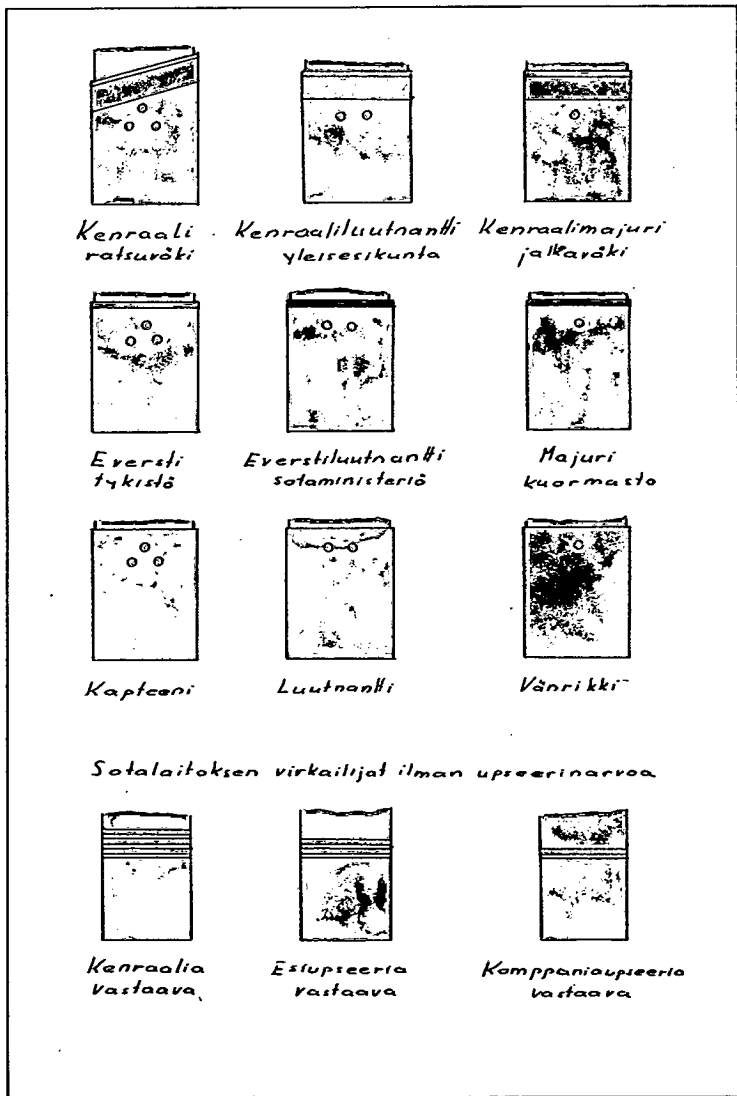 Kenraali
ratsuväki
Kenraaliluutnantti
yleisesikunta
Kenraalimajuri
jalkaväki
Eversti
tykistö
Everstiluutnantti
sotaministeriö
Majuri
kuormasto
Kapteeni
Luutnantti
Vänrikki
Sotalaitoksen virkailijat ilman upseerinarvoa
Kenraalia
vastaava
Esiupseeria
vastaava
Komppaniaupseeria
vastaava